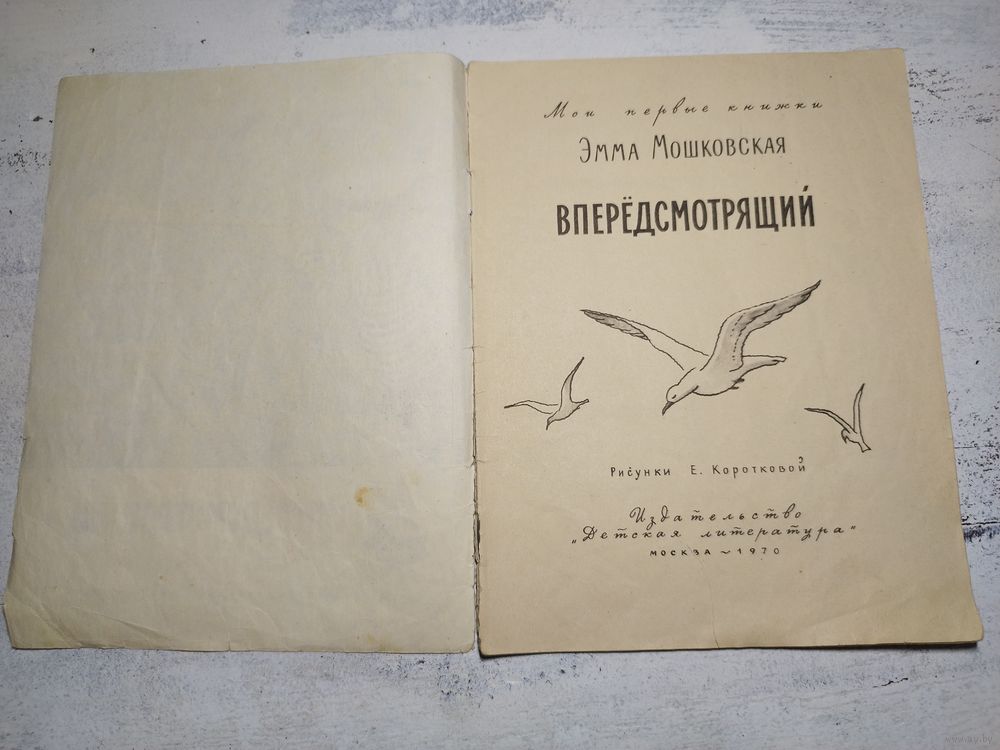 Мои первые книжки
Эмма Мошковская
ВПЕРЁДСМОТРЯЩИЙ
Рисунки Е. Коротковой
Издательство
„Детская литература"
МОСКВА ~ 1970